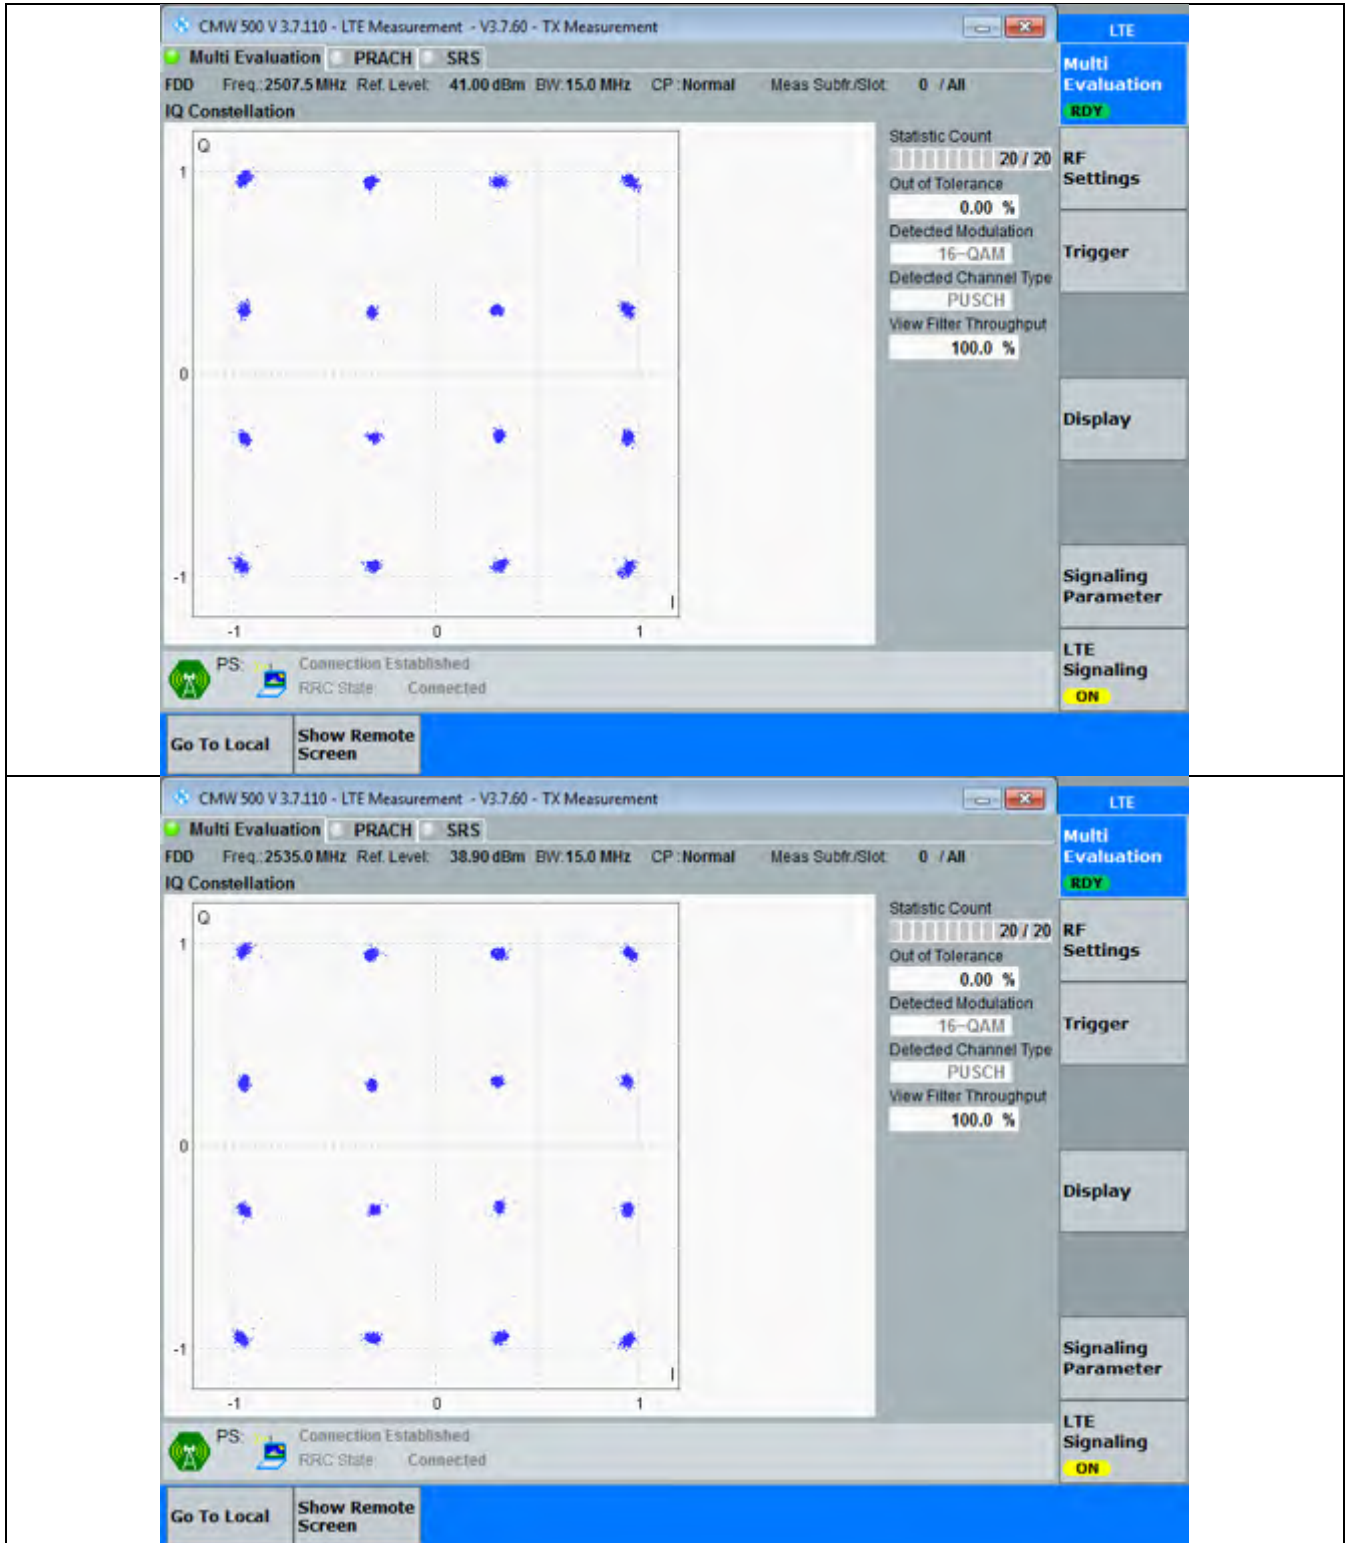 CMW 500 V 3.7.110 - LTE Measurement - V3.7.60 - TX Measurement
LTE
Multi Evaluation PRACH SRS
Multi
Evaluation
RDY
FDD Freq.:2507.5 MHz Ref. Level: 41.00 dBm BW:15.0 MHz CP :Normal Meas Subfr./Slot: 0 / All
IQ Constellation
Q
1
0
-1
-1 0 1
I
Statistic Count
20 / 20
Out of Tolerance
0.00 %
Detected Modulation
16-QAM
Detected Channel Type
PUSCH
View Filter Throughput
100.0 %
RF
Settings
Trigger
Display
Signaling
Parameter
LTE
Signaling
ON
PS: Connection Established
RRC State Connected
Go To Local
Show Remote
Screen
CMW 500 V 3.7.110 - LTE Measurement - V3.7.60 - TX Measurement
LTE
Multi Evaluation PRACH SRS
Multi
Evaluation
RDY
FDD Freq.:2535.0 MHz Ref. Level: 38.90 dBm BW:15.0 MHz CP :Normal Meas Subfr./Slot: 0 / All
IQ Constellation
Q
1
0
-1
-1 0 1
I
Statistic Count
20 / 20
Out of Tolerance
0.00 %
Detected Modulation
16-QAM
Detected Channel Type
PUSCH
View Filter Throughput
100.0 %
RF
Settings
Trigger
Display
Signaling
Parameter
LTE
Signaling
ON
PS: Connection Established
RRC State Connected
Go To Local
Show Remote
Screen